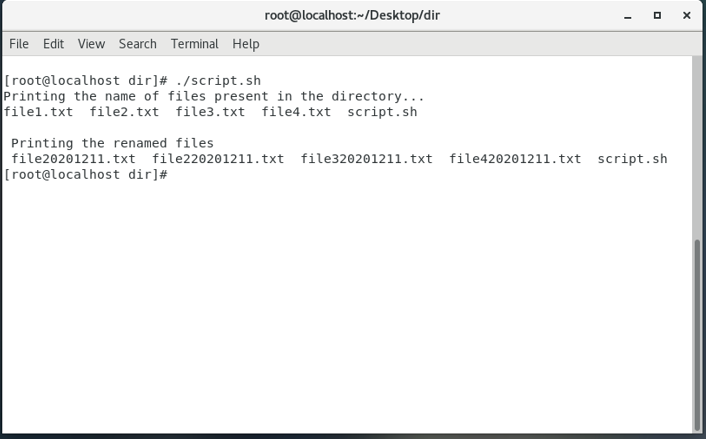 root@localhost:~/Desktop/dir
File Edit View Search Terminal Help
[root@localhost dir]# ./script.sh
Printing the name of files present in the directory...
file1.txt  file2.txt  file3.txt  file4.txt  script.sh
 Printing the renamed files
 file20201211.txt  file220201211.txt  file320201211.txt  file420201211.txt  script.sh
[root@localhost dir]#